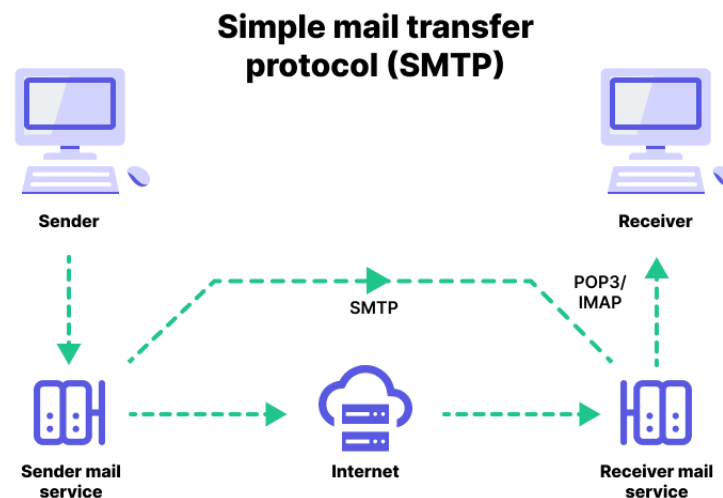 Simple mail transfer
protocol (SMTP)
Sender
Receiver
SMTP
POP3/
IMAP
Sender mail
service
Internet
Receiver mail
service